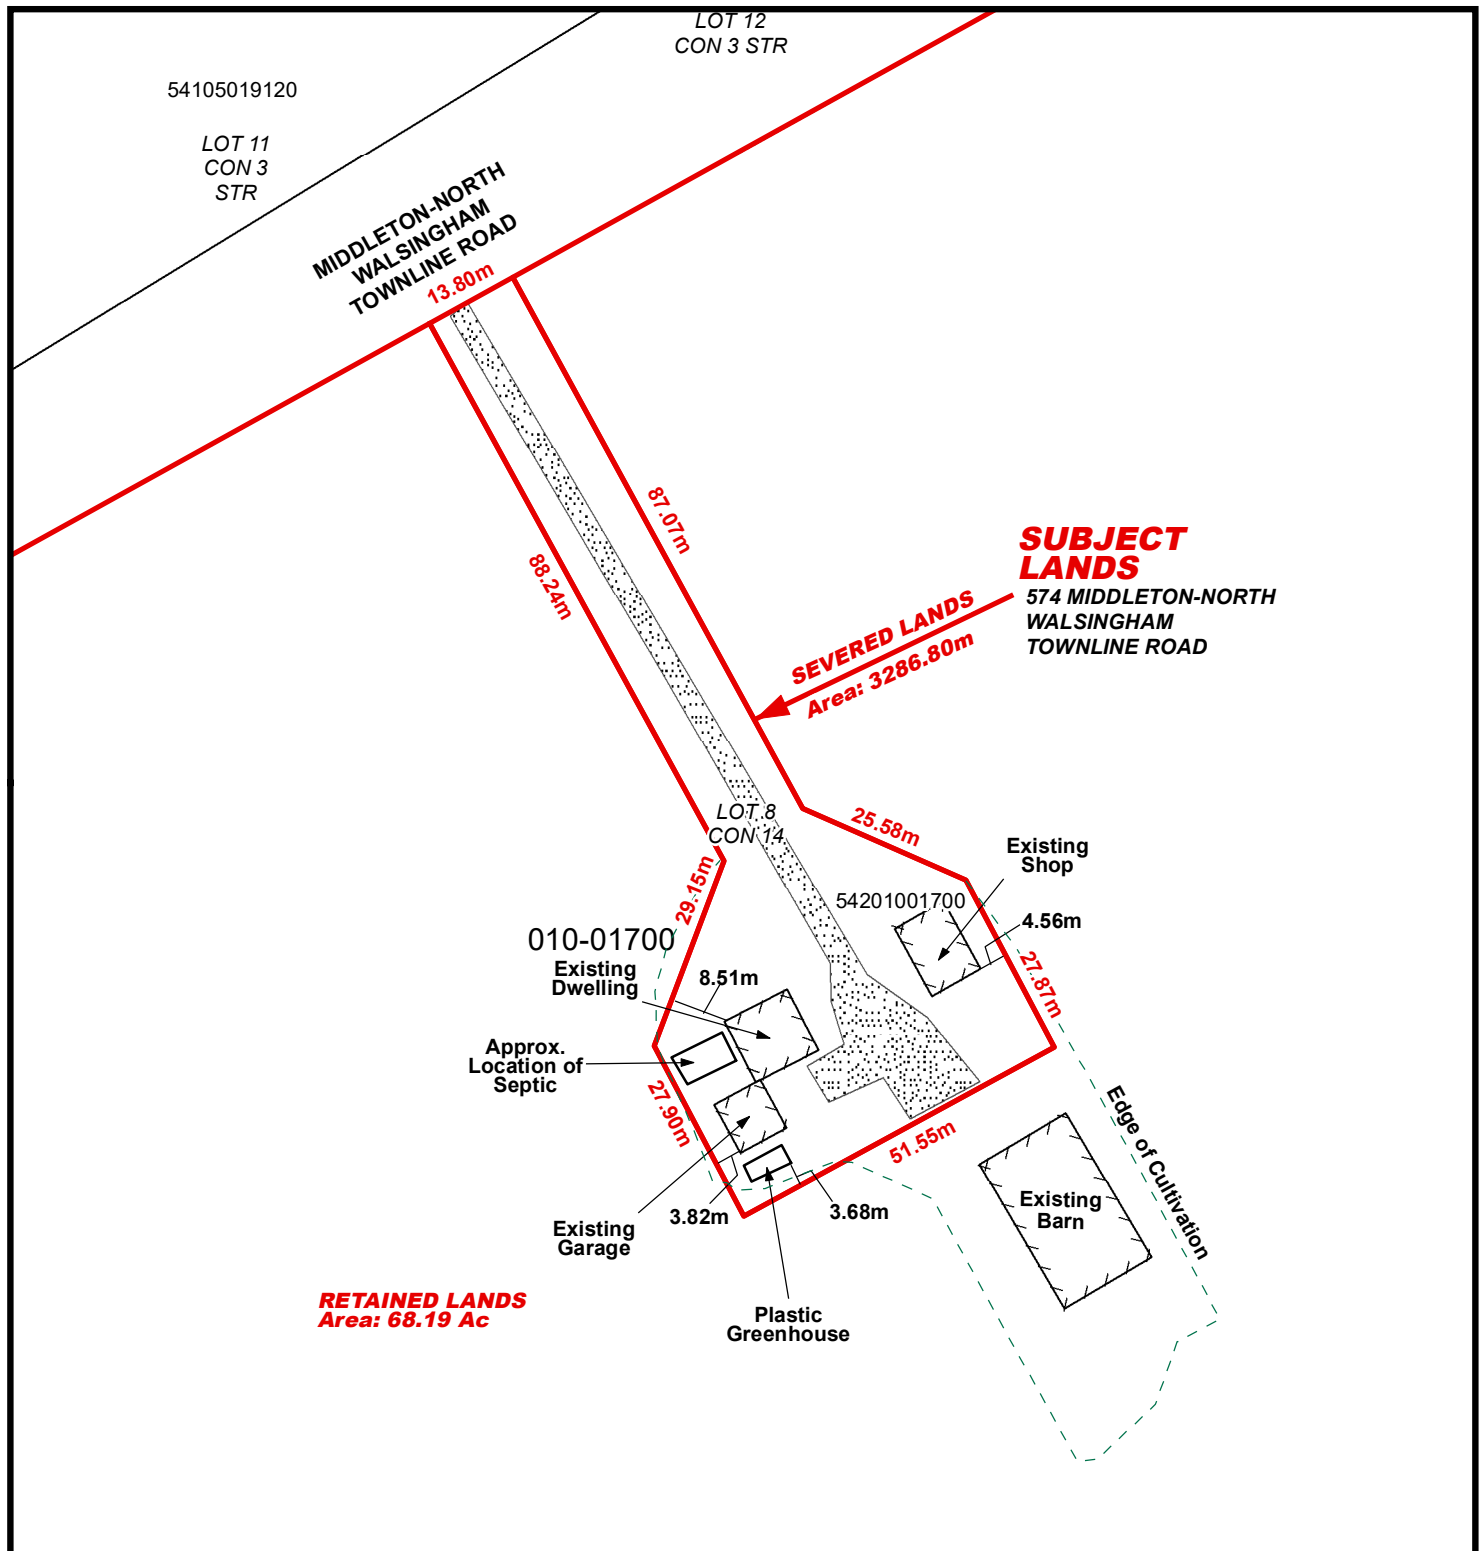 LOT 12
CON 3 STR
54105019120
LOT 11
CON 3
STR
MIDDLETON-NORTH
WALSINGHAM
TOWNLINE ROAD
13.80m
87.07m
88.24m
SUBJECT
LANDS
574 MIDDLETON-NORTH
WALSINGHAM
TOWNLINE ROAD
SEVERED LANDS
Area: 3286.80m
LOT 8
CON 14
25.58m
Existing
Shop
29.15m
54201001700
4.56m
010-01700
Existing
Dwelling
8.51m
27.87m
Approx.
Location of
Septic
27.90m
51.55m
Edge of Cultivation
Existing
Barn
3.82m
3.68m
Existing
Garage
Plastic
Greenhouse
RETAINED LANDS
Area: 68.19 Ac